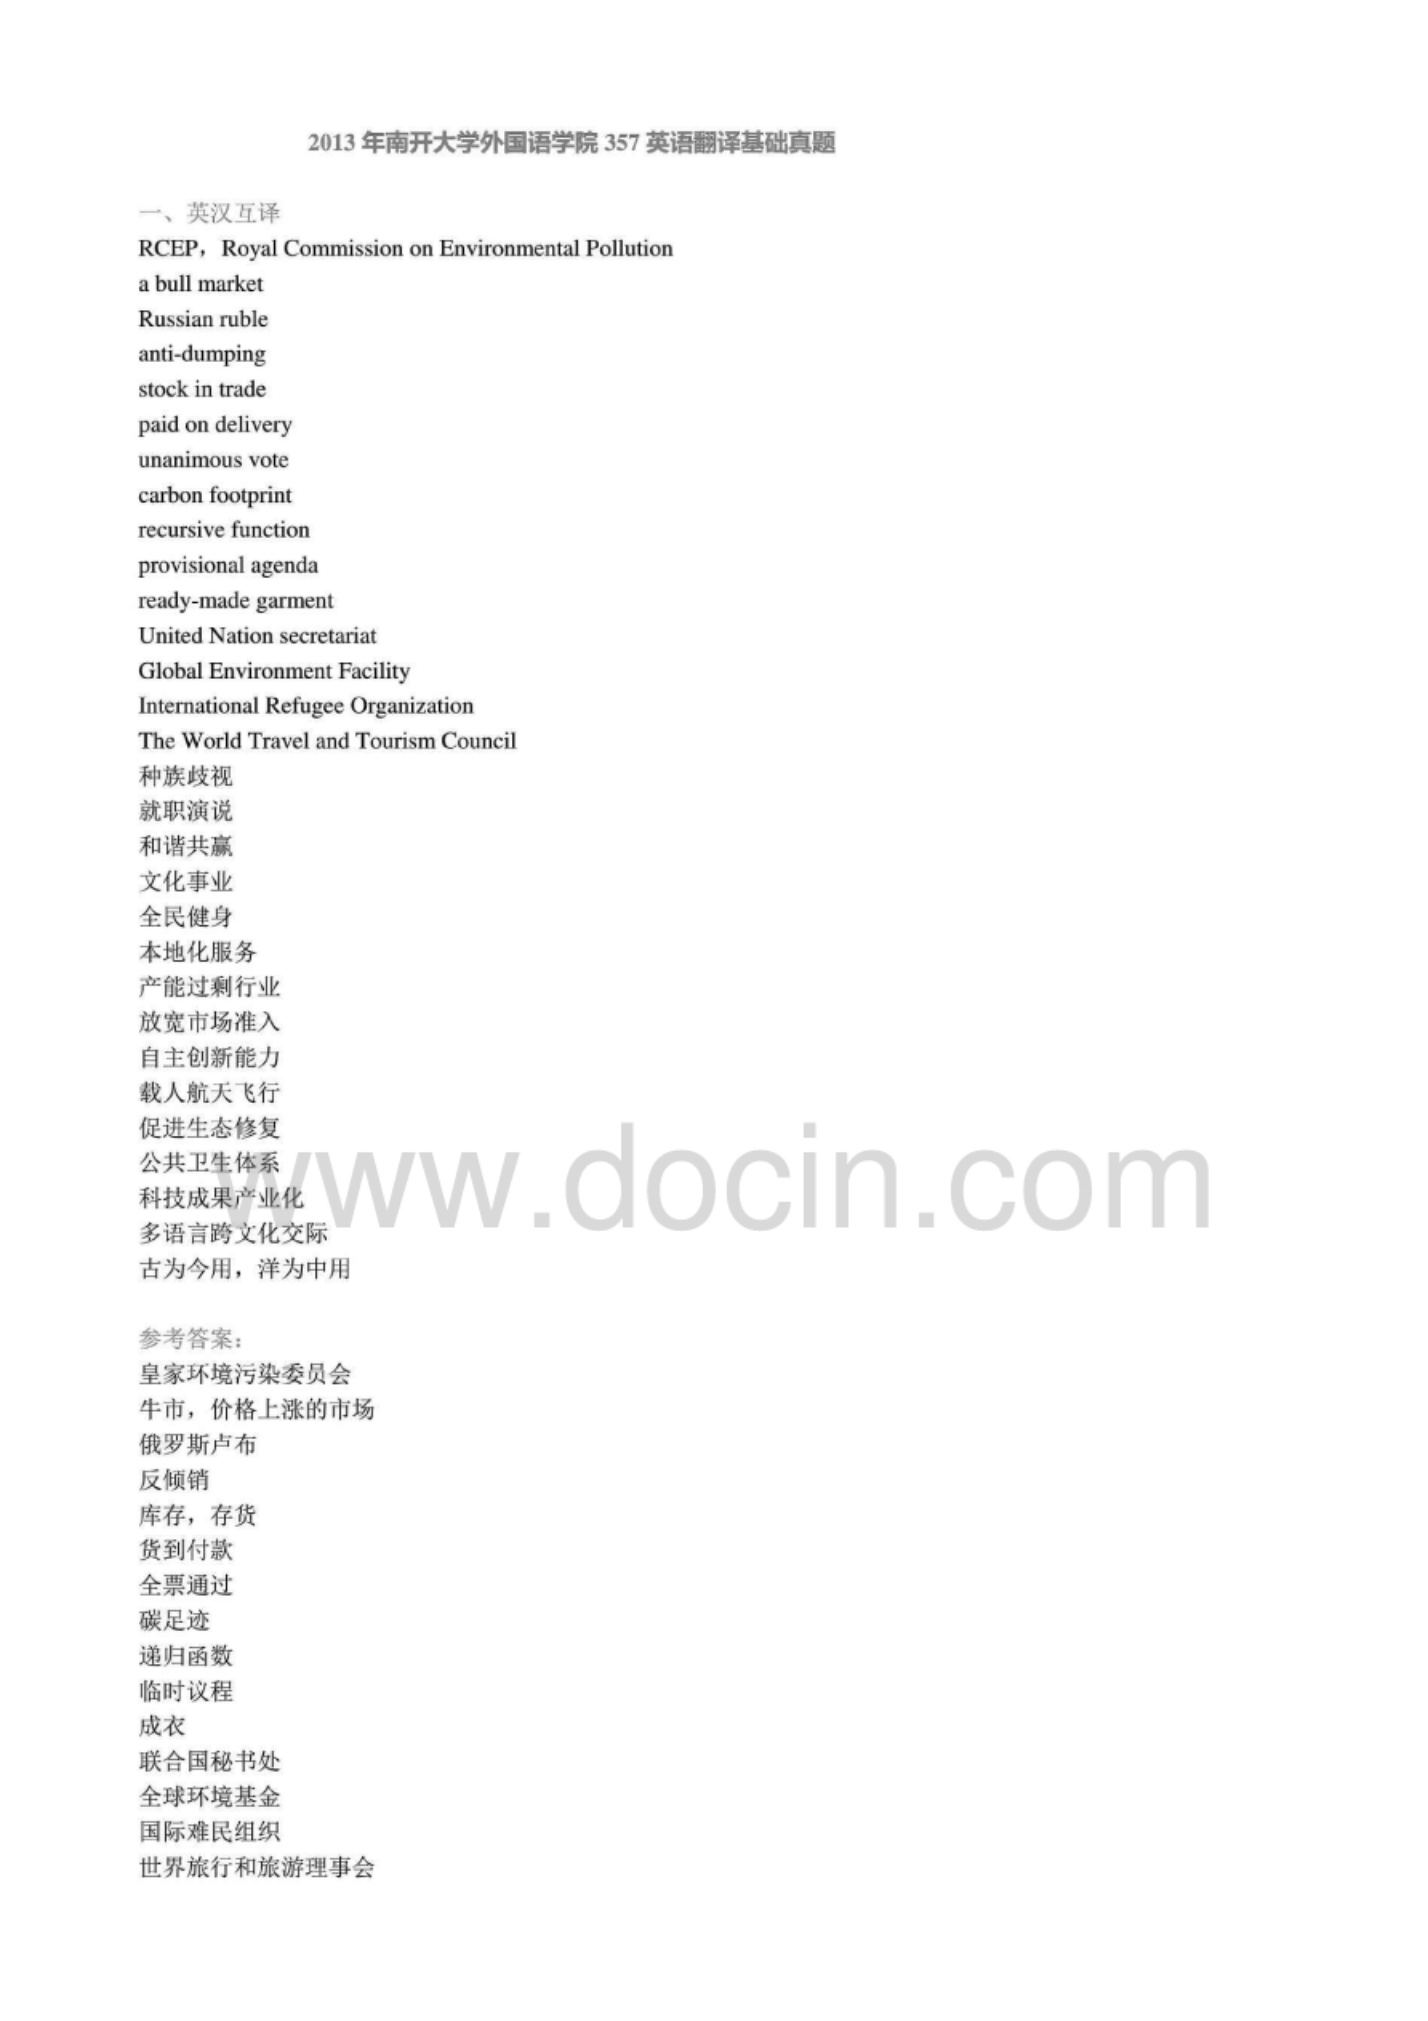 2013 年南开大学外国语学院 357 英语翻译基础真题
一、英汉互译
RCEP，Royal Commission on Environmental Pollution
a bull market
Russian ruble
anti-dumping
stock in trade
paid on delivery
unanimous vote
carbon footprint
recursive function
provisional agenda
ready-made garment
United Nation secretariat
Global Environment Facility
International Refugee Organization
The World Travel and Tourism Council
种族歧视
就职演说
和谐共赢
文化事业
全民健身
本地化服务
产能过剩行业
放宽市场准入
自主创新能力
载人航天飞行
促进生态修复
公共卫生体系
www.docin.com
科技成果产业化
多语言跨文化交际
古为今用，洋为中用
参考答案：
皇家环境污染委员会
牛市，价格上涨的市场
俄罗斯卢布
反倾销
库存，存货
货到付款
全票通过
碳足迹
递归函数
临时议程
成衣
联合国秘书处
全球环境基金
国际难民组织
世界旅行和旅游理事会